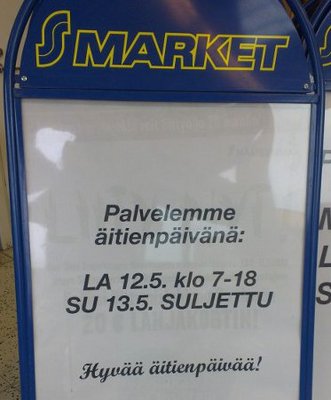 S MARKET
Palvelemme
äitienpäivänä:
LA 12.5. klo 7-18
SU 13.5. SULJETTU
Hyvää äitienpäivää!